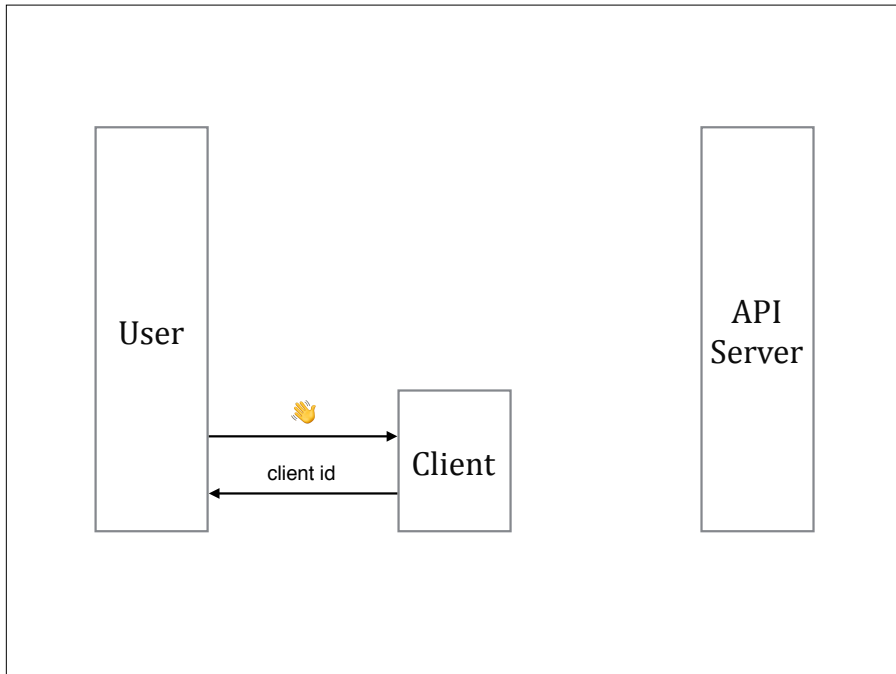 User
API
Server
👋
Client
client id